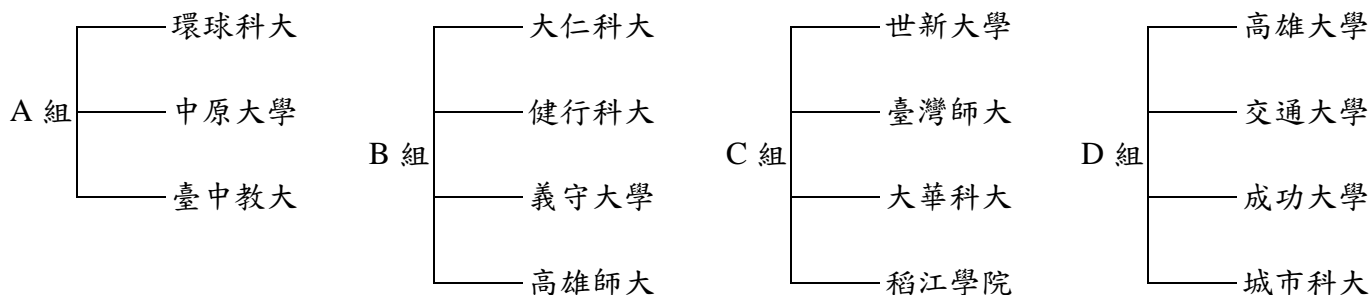 A 組
環球科大
中原大學
臺中教大
B 組
大仁科大
健行科大
義守大學
高雄師大
C 組
世新大學
臺灣師大
大華科大
稻江學院
D 組
高雄大學
交通大學
成功大學
城市科大